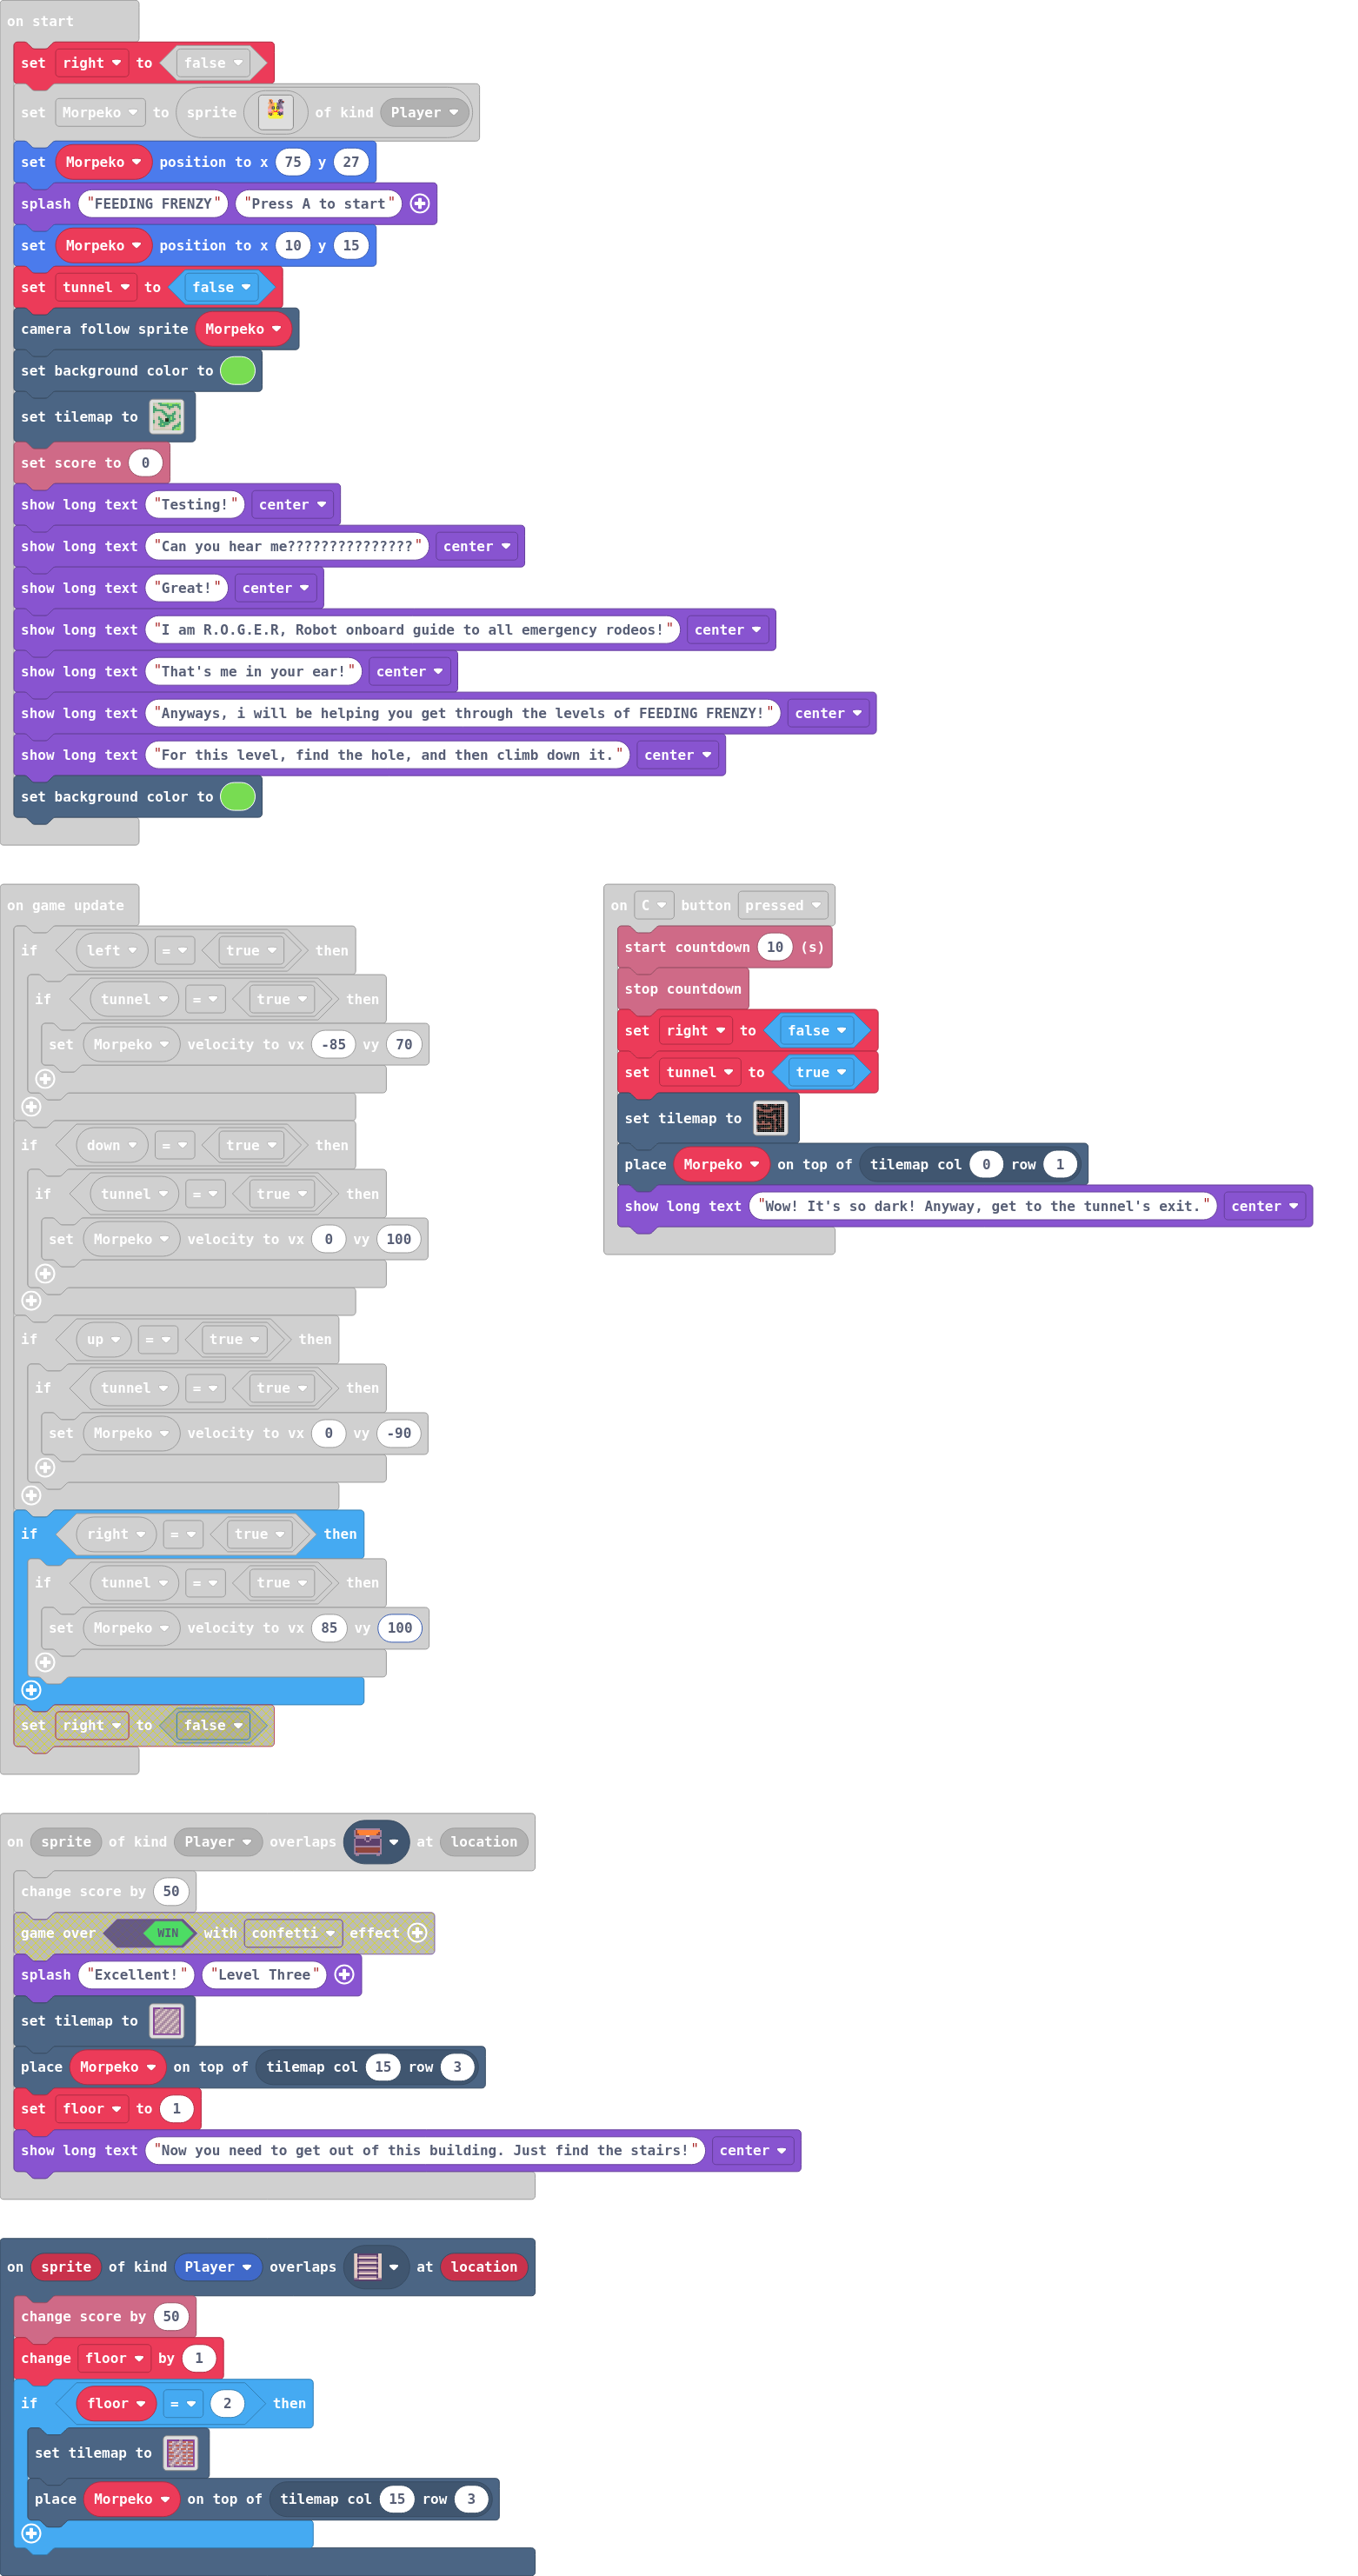 on start
set right to false
set Morpeko to sprite of kind Player
set Morpeko position to x 75 y 27
splash "FEEDING FRENZY" "Press A to start"
set Morpeko position to x 10 y 15
set tunnel to false
camera follow sprite Morpeko
set background color to
set tilemap to
set score to 0
show long text "Testing!" center
show long text "Can you hear me???????????????" center
show long text "Great!" center
show long text "I am R.O.G.E.R, Robot onboard guide to all emergency rodeos!" center
show long text "That's me in your ear!" center
show long text "Anyways, i will be helping you get through the levels of FEEDING FRENZY!" center
show long text "For this level, find the hole, and then climb down it." center
set background color to
on game update
if left = true then
if tunnel = true then
set Morpeko velocity to vx -85 vy 70
if down = true then
if tunnel = true then
set Morpeko velocity to vx 0 vy 100
if up = true then
if tunnel = true then
set Morpeko velocity to vx 0 vy -90
if right = true then
if tunnel = true then
set Morpeko velocity to vx 85 vy 100
set right to false
on C button pressed
start countdown 10 (s)
stop countdown
set right to false
set tunnel to true
set tilemap to
place Morpeko on top of tilemap col 0 row 1
show long text "Wow! It's so dark! Anyway, get to the tunnel's exit." center
on sprite of kind Player overlaps at location
change score by 50
game over WIN with confetti effect
splash "Excellent!" "Level Three"
set tilemap to
place Morpeko on top of tilemap col 15 row 3
set floor to 1
show long text "Now you need to get out of this building. Just find the stairs!" center
on sprite of kind Player overlaps at location
change score by 50
change floor by 1
if floor = 2 then
set tilemap to
place Morpeko on top of tilemap col 15 row 3